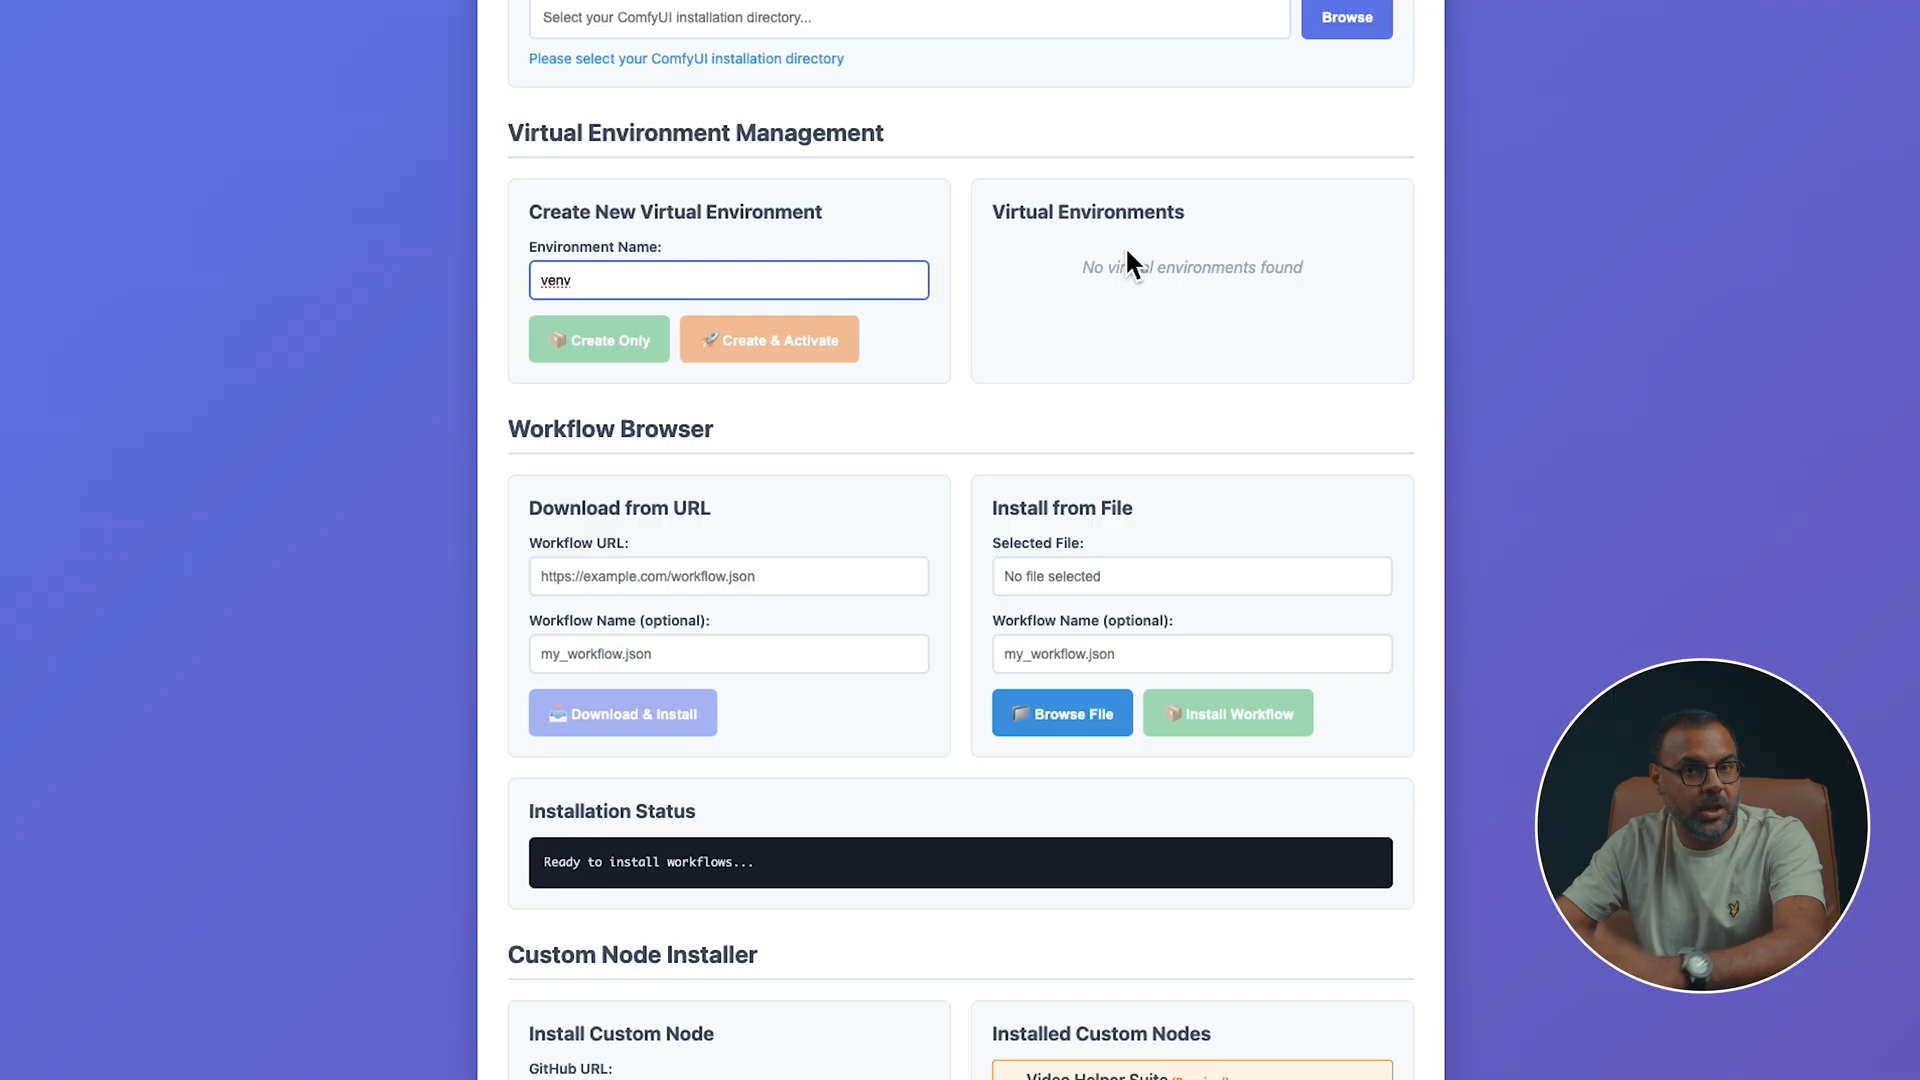 Select your ComfyUI installation directory...
Browse
Please select your ComfyUI installation directory
Virtual Environment Management
Create New Virtual Environment
Environment Name:
venv
Create Only
Create & Activate
Virtual Environments
No virtual environments found
Workflow Browser
Download from URL
Workflow URL:
https://example.com/workflow.json
Workflow Name (optional):
my_workflow.json
Download & Install
Install from File
Selected File:
No file selected
Workflow Name (optional):
my_workflow.json
Browse File
Install Workflow
Installation Status
Ready to install workflows...
Custom Node Installer
Install Custom Node
GitHub URL:
Installed Custom Nodes
Video Helper Suite